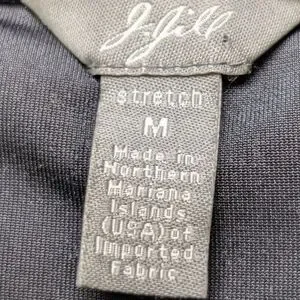 J.Jill
stretch
M
Made in
Northern
Mariana
Islands
(USA) of
Imported
Fabric